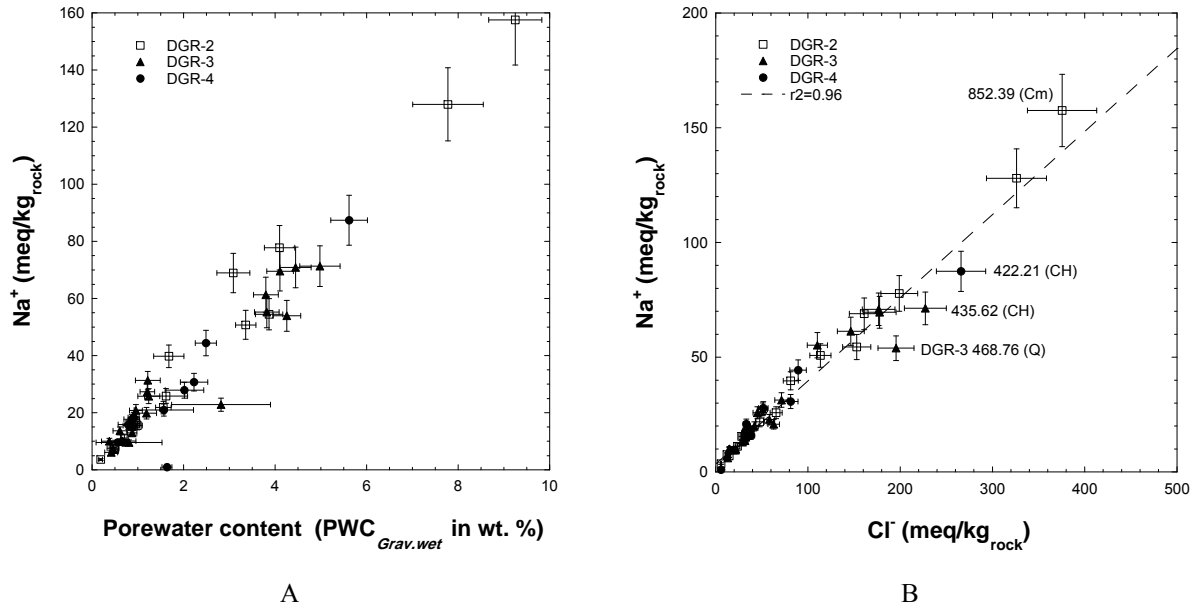 160
140
120
100
80
60
40
20
0
Na+ (meq/kgrock)
DGR-2
DGR-3
DGR-4
0
2
4
6
8
10
Porewater content (PWCGrav.wet in wt. %)
A
200
150
100
50
0
Na+ (meq/kgrock)
DGR-2
DGR-3
DGR-4
r2=0.96
852.39 (Cm)
422.21 (CH)
435.62 (CH)
DGR-3 468.76 (Q)
0
100
200
300
400
500
Cl- (meq/kgrock)
B